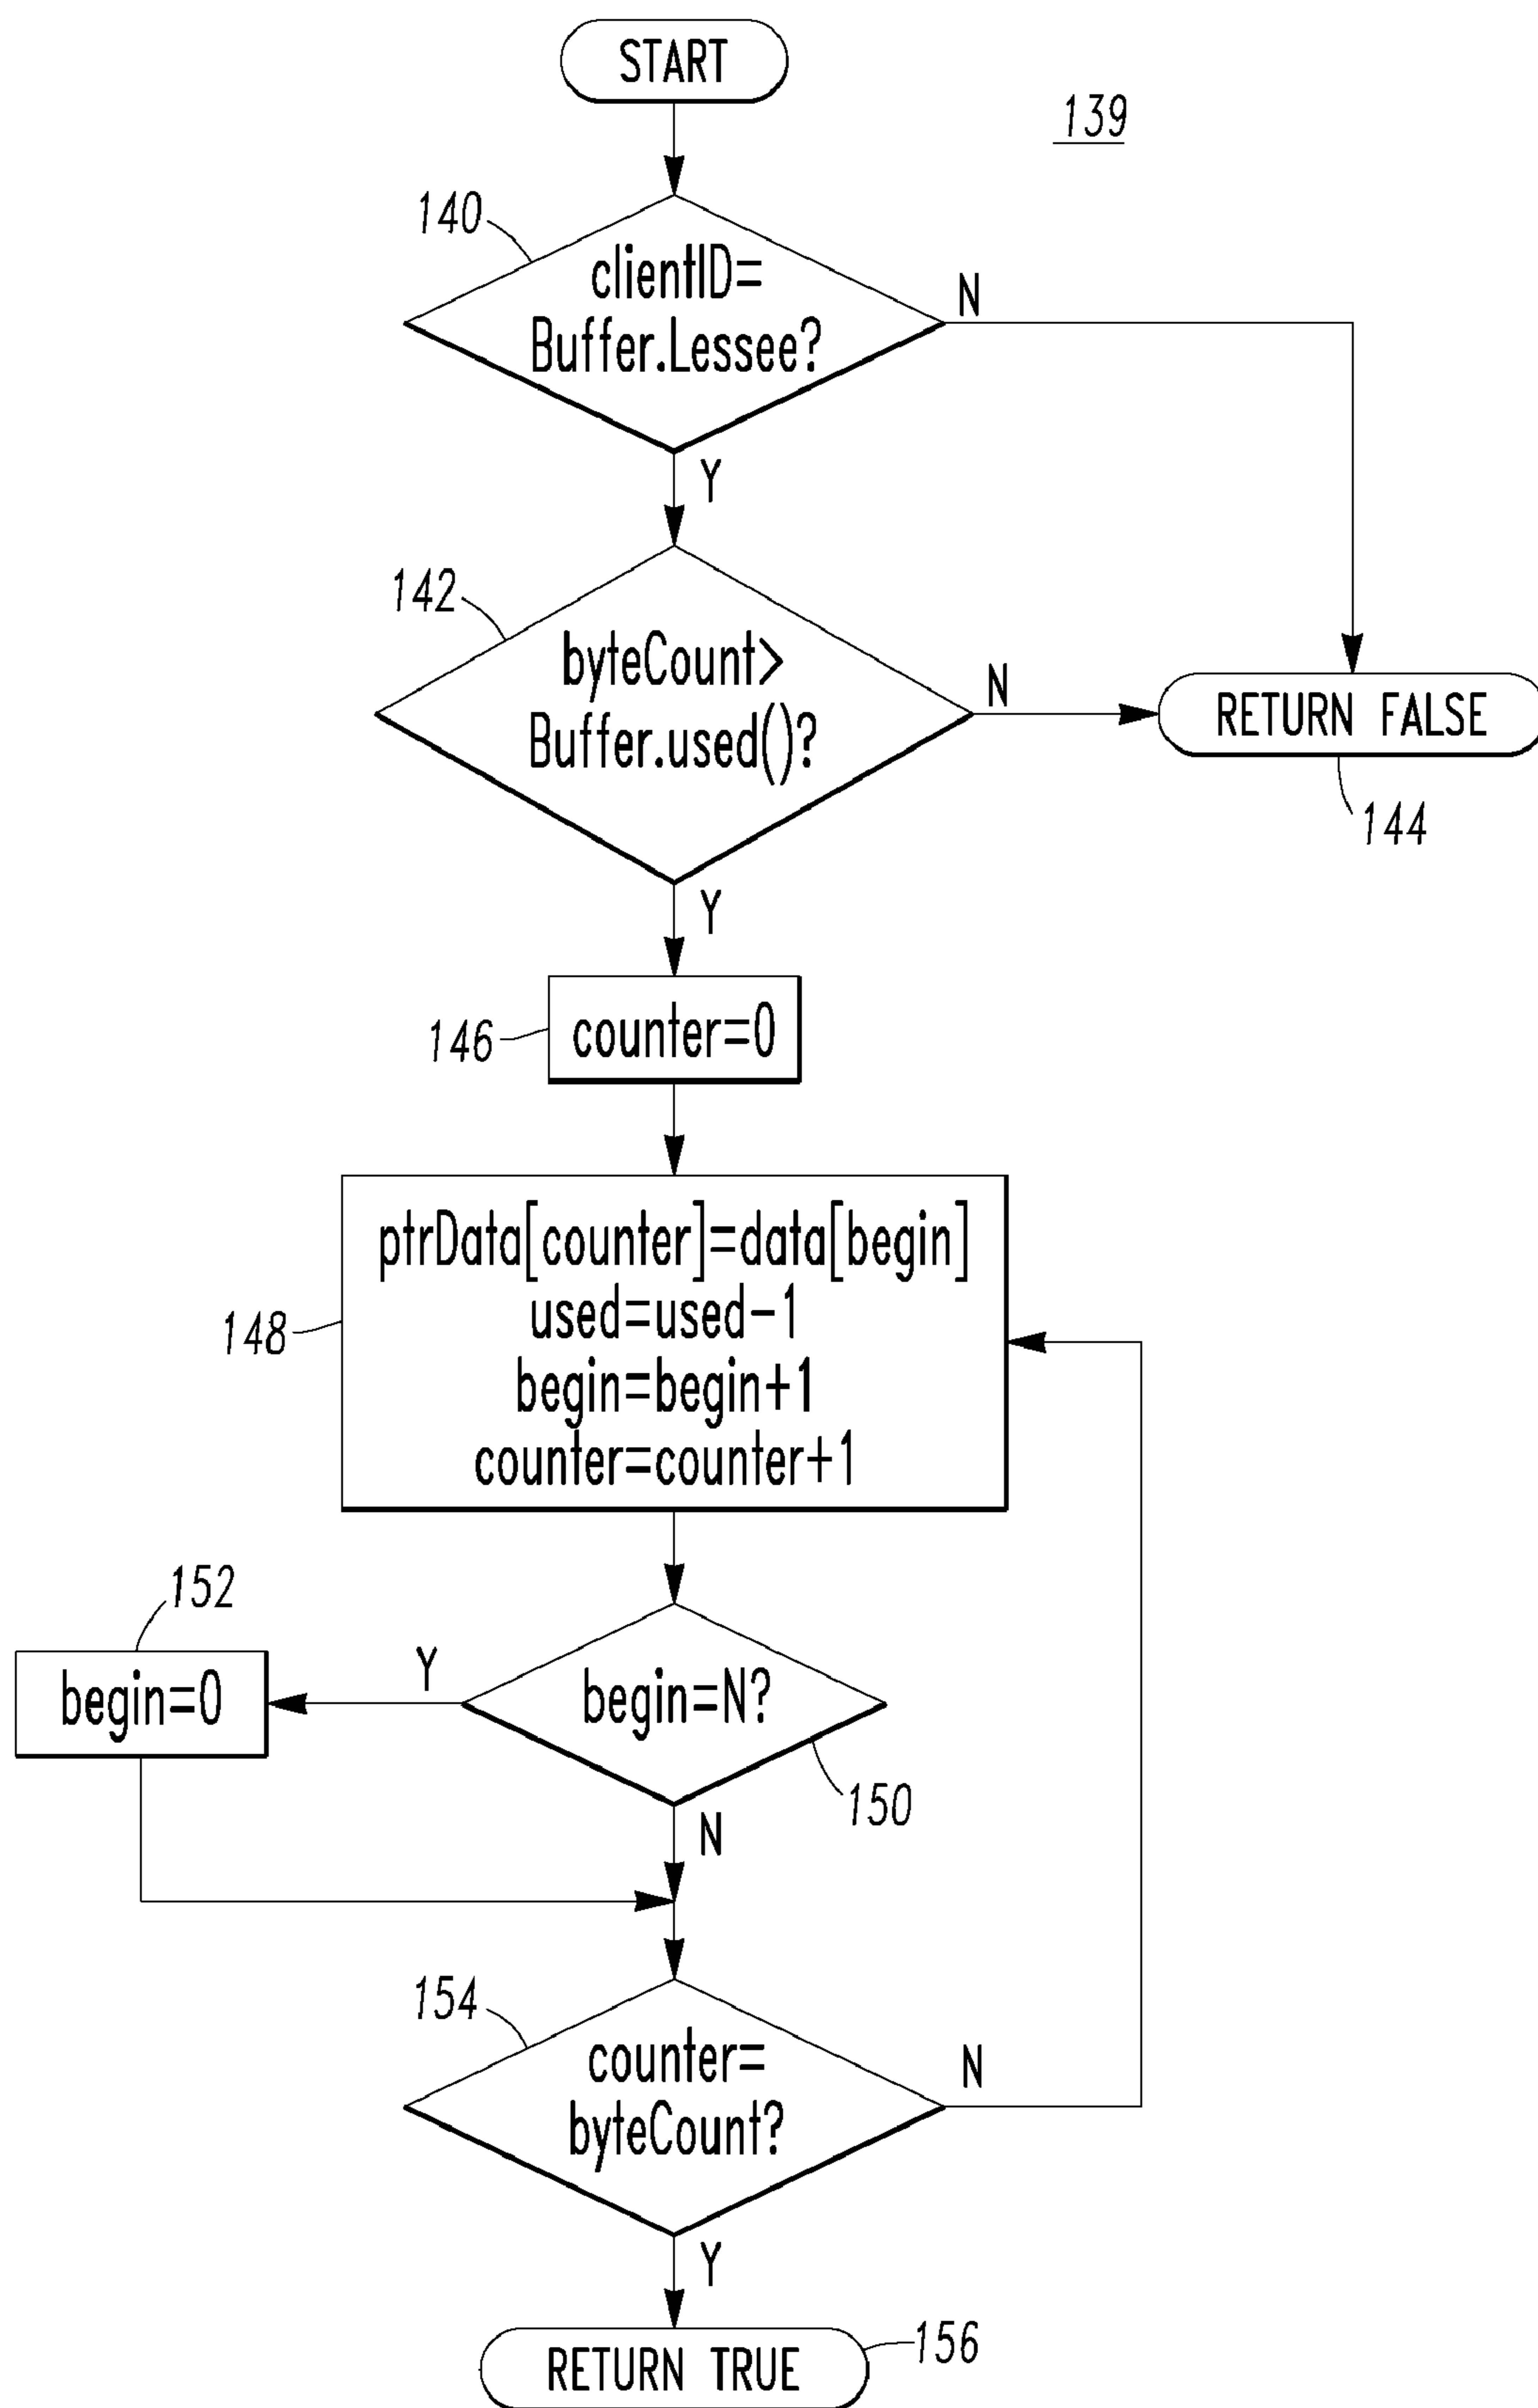 START
139
140
clientID=
Buffer.Lessee?
N
Y
142
byteCount>
Buffer.used()?
N
RETURN FALSE
144
Y
146
counter=0
ptrData[counter]=data[begin]
used=used-1
148
begin=begin+1
counter=counter+1
152
begin=0
Y
begin=N?
150
N
154
counter=
byteCount?
N
Y
RETURN TRUE
156